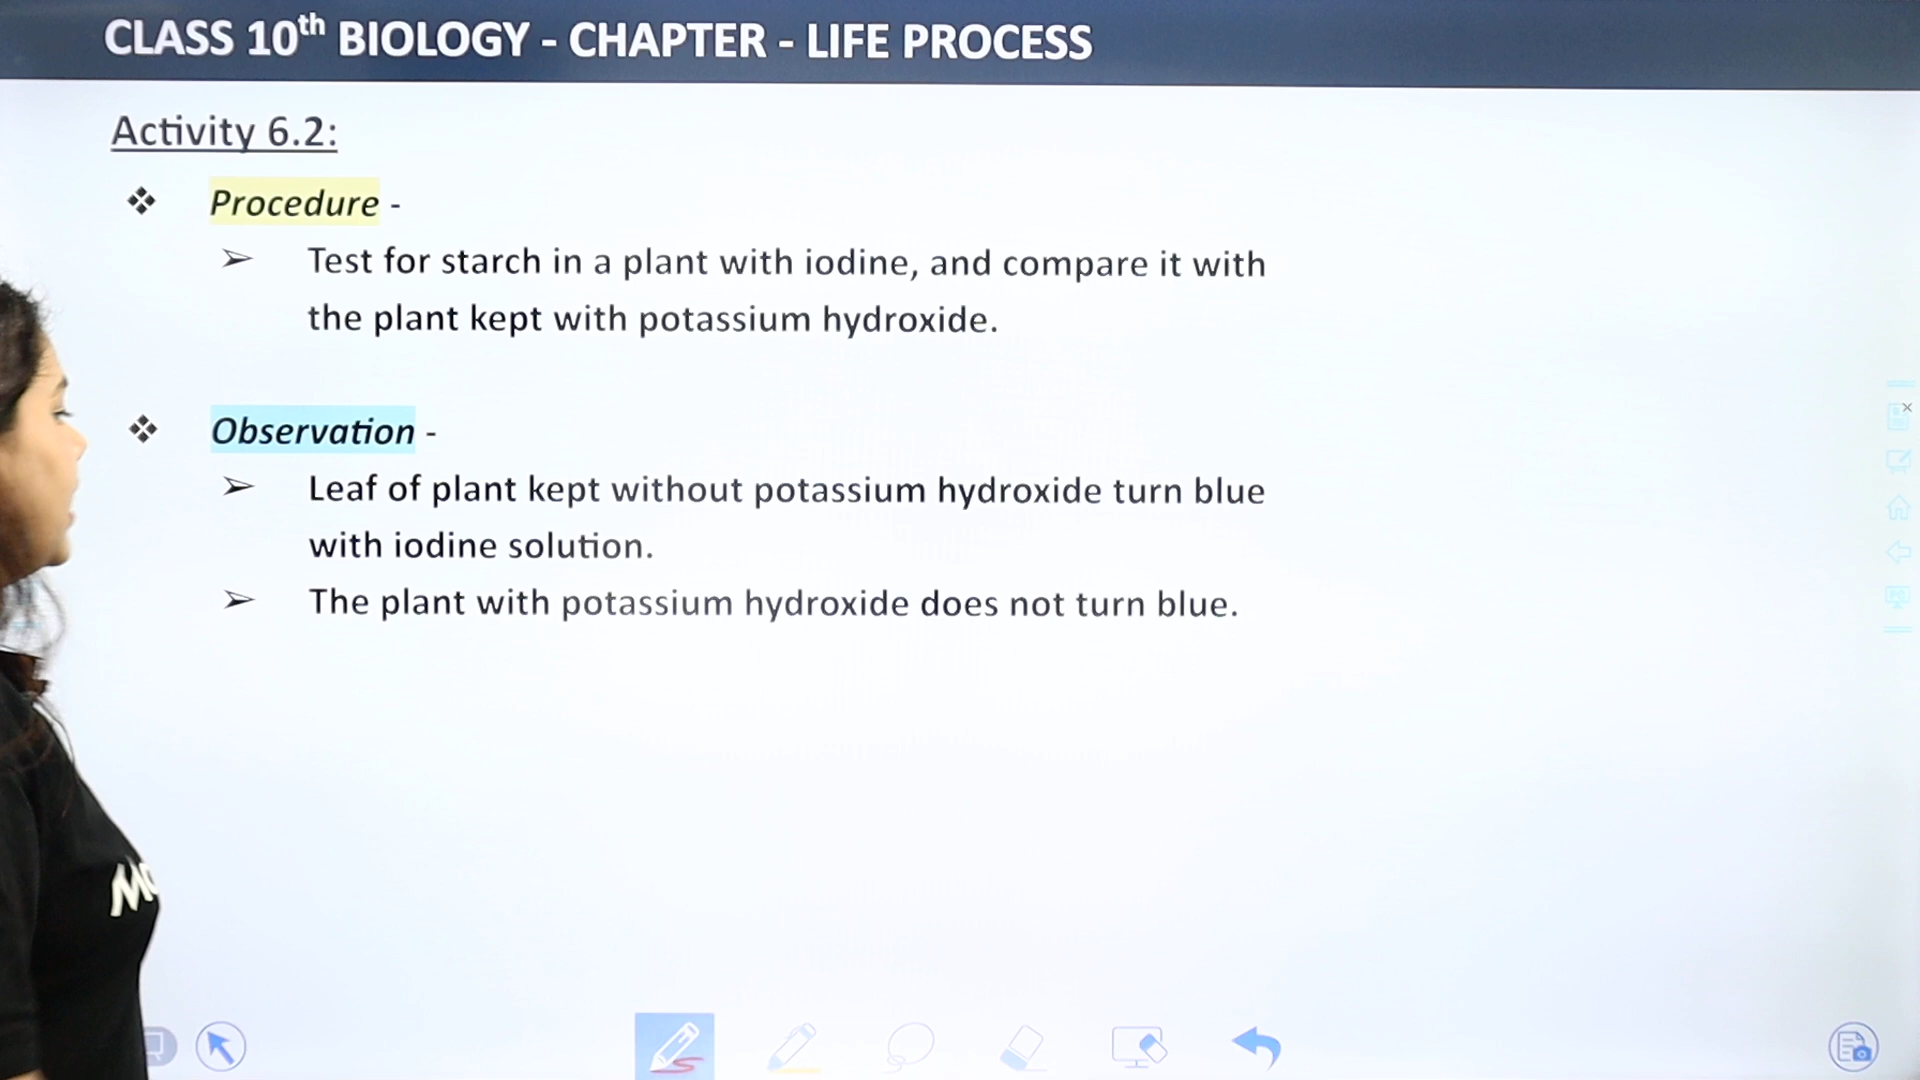 CLASS 10th BIOLOGY - CHAPTER - LIFE PROCESS
Activity 6.2:
❖ Procedure -
➢ Test for starch in a plant with iodine, and compare it with
the plant kept with potassium hydroxide.
❖ Observation -
➢ Leaf of plant kept without potassium hydroxide turn blue
with iodine solution.
➢ The plant with potassium hydroxide does not turn blue.